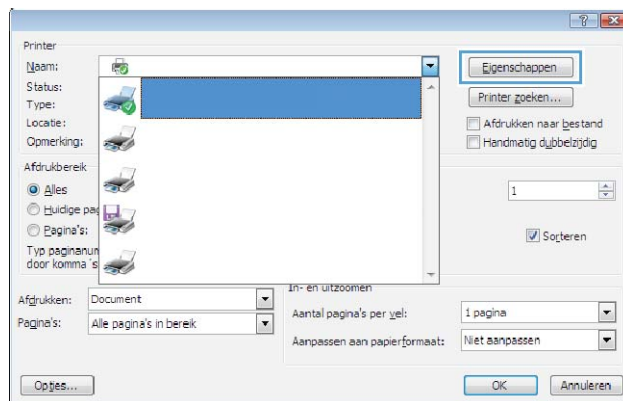 Printer
Naam:
Eigenschappen
Status:
Type:
Printer zoeken...
Locatie:
Afdrukken naar bestand
Opmerking:
Handmatig dubbelzijdig
Afdrukbereik
Alles
1
Huidige pag
Pagina's:
Sorteren
Typ paginanum
door komma's
In- en uitzoomen
Afdrukken:
Document
Aantal pagina's per vel:
1 pagina
Pagina's:
Alle pagina's in bereik
Aanpassen aan papierformaat:
Niet aanpassen
Opties...
OK
Annuleren